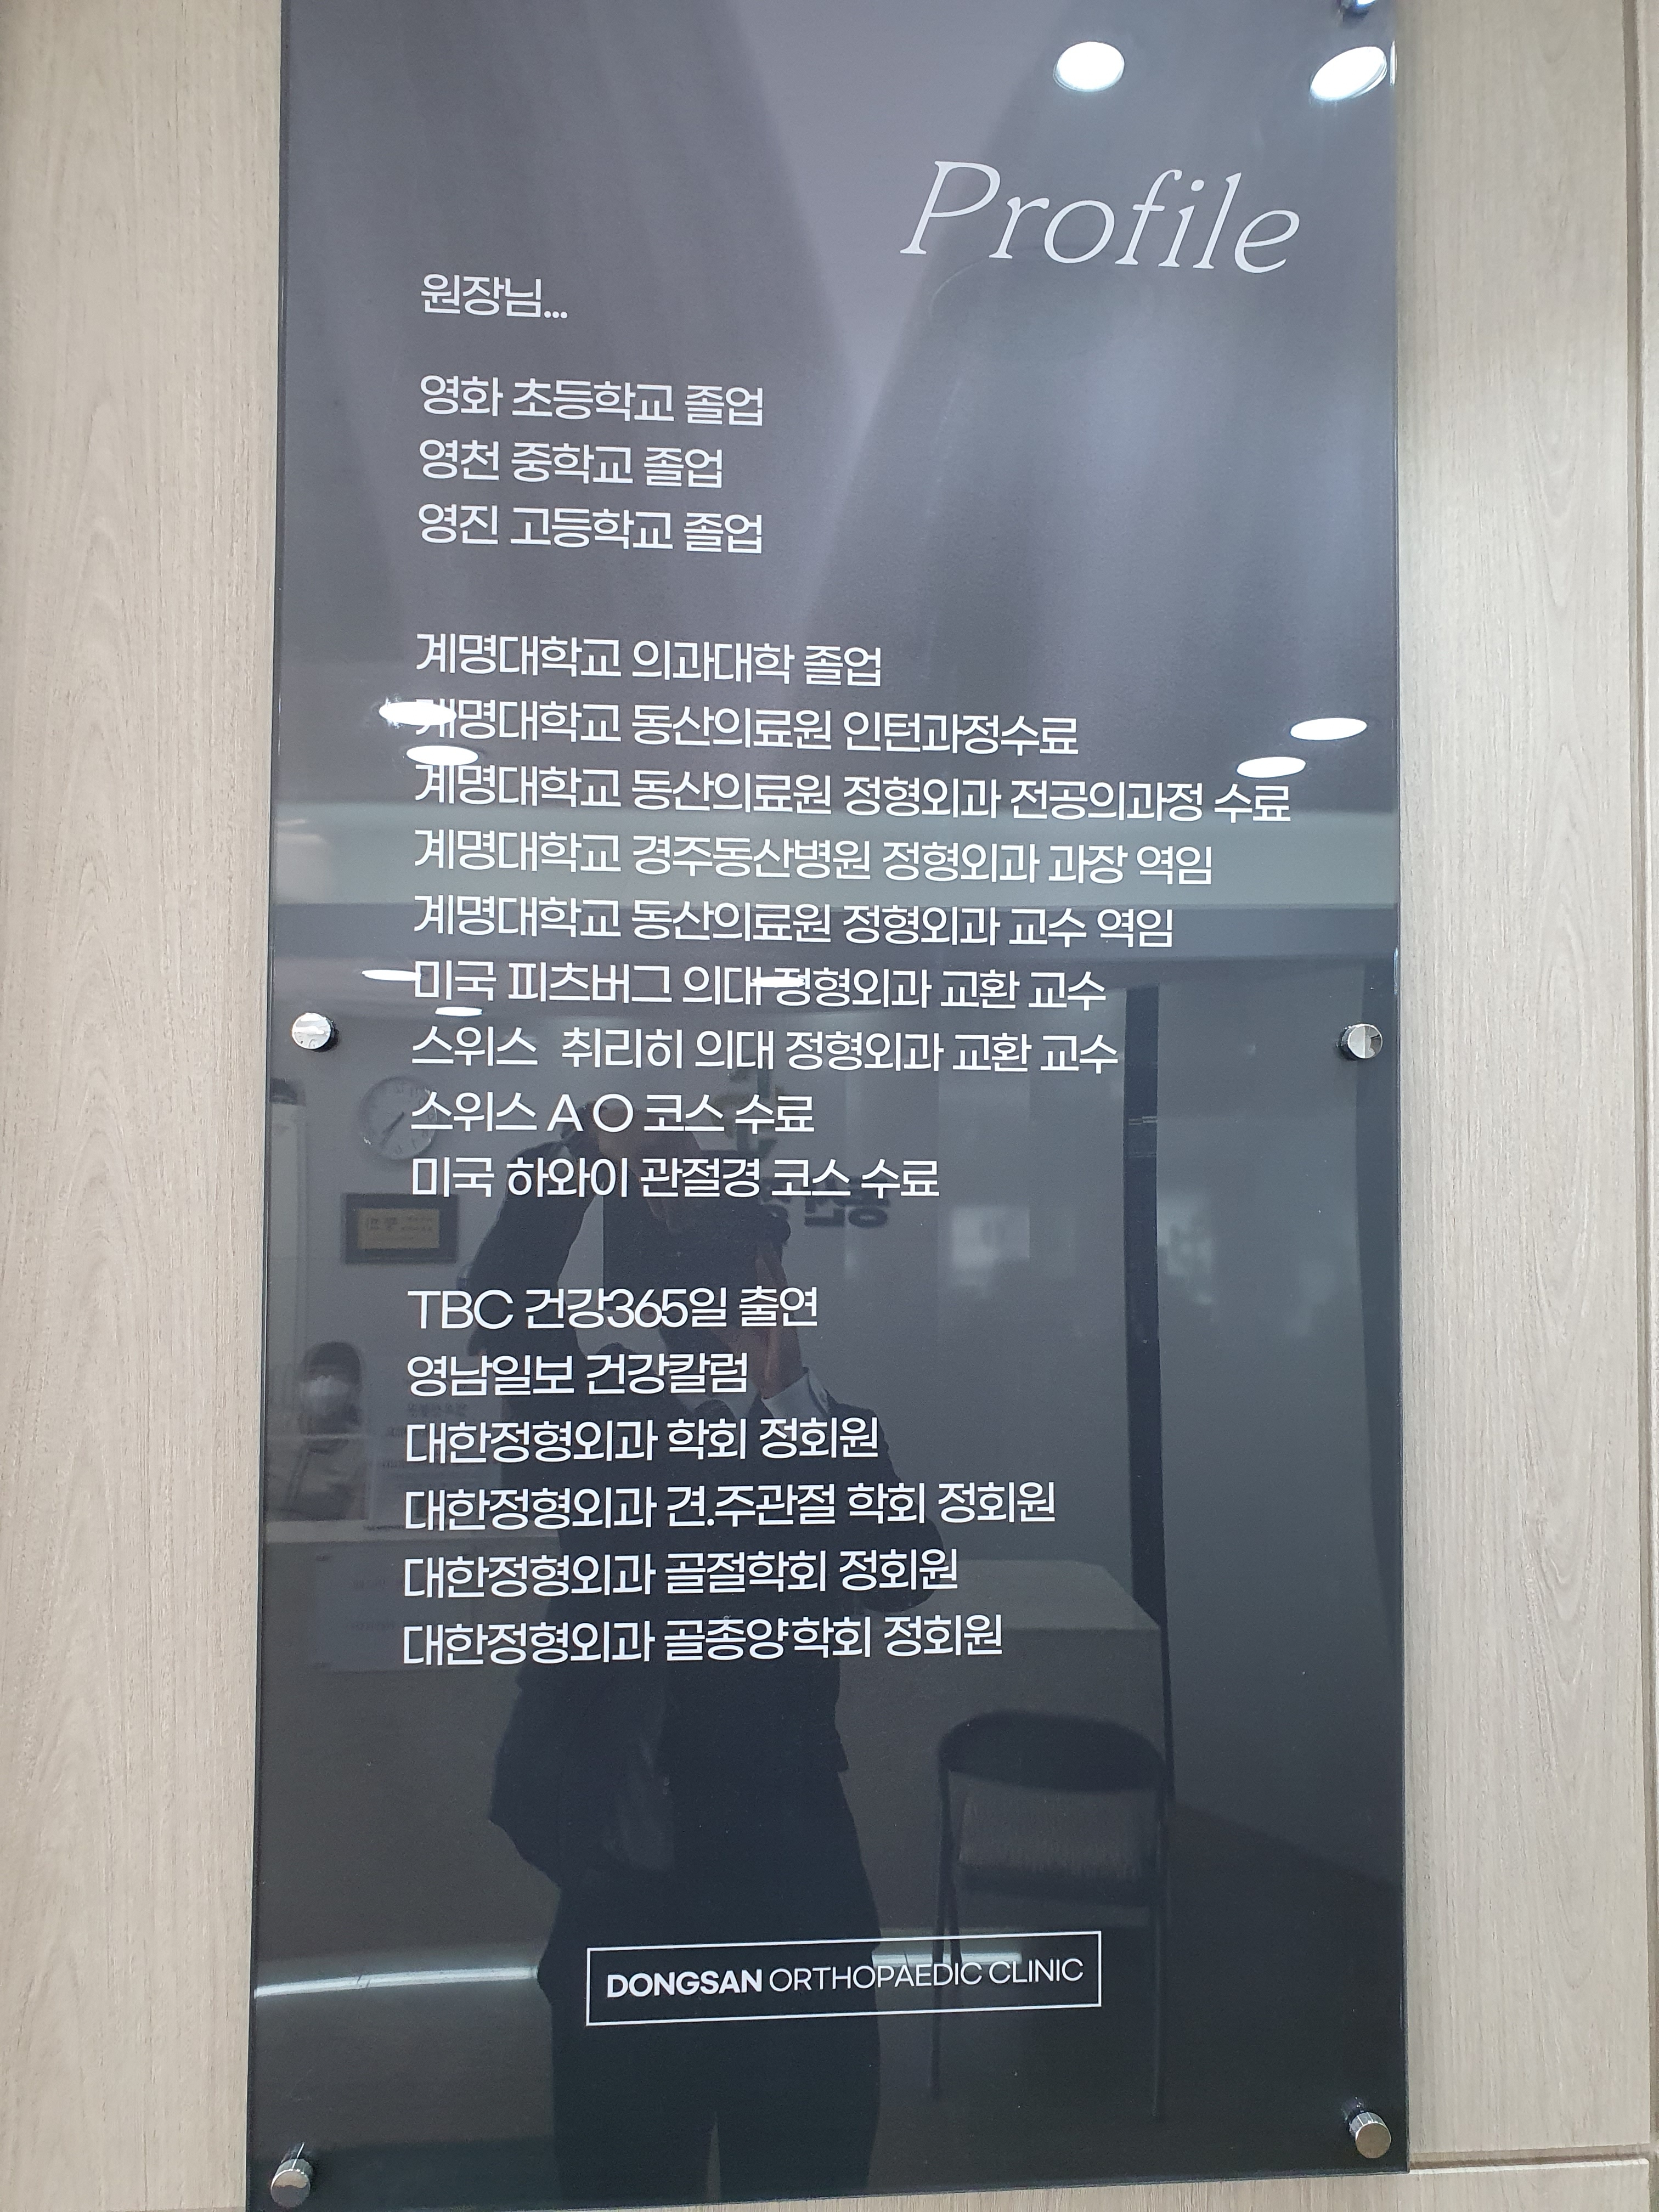 Profile
원장님...
영화 초등학교 졸업
영천 중학교 졸업
영진 고등학교 졸업
계명대학교 의과대학 졸업
계명대학교 동산의료원 인턴과정수료
계명대학교 동산의료원 정형외과 전공의과정 수료
계명대학교 경주동산병원 정형외과 과장 역임
계명대학교 동산의료원 정형외과 교수 역임
미국 피츠버그 의대 정형외과 교환 교수
스위스 취리히 의대 정형외과 교환 교수
스위스 A O 코스 수료
미국 하와이 관절경 코스 수료
TBC 건강365일 출연
영남일보 건강칼럼
대한정형외과 학회 정회원
대한정형외과 견.주관절 학회 정회원
대한정형외과 골절학회 정회원
대한정형외과 골종양학회 정회원
DONGSAN ORTHOPAEDIC CLINIC